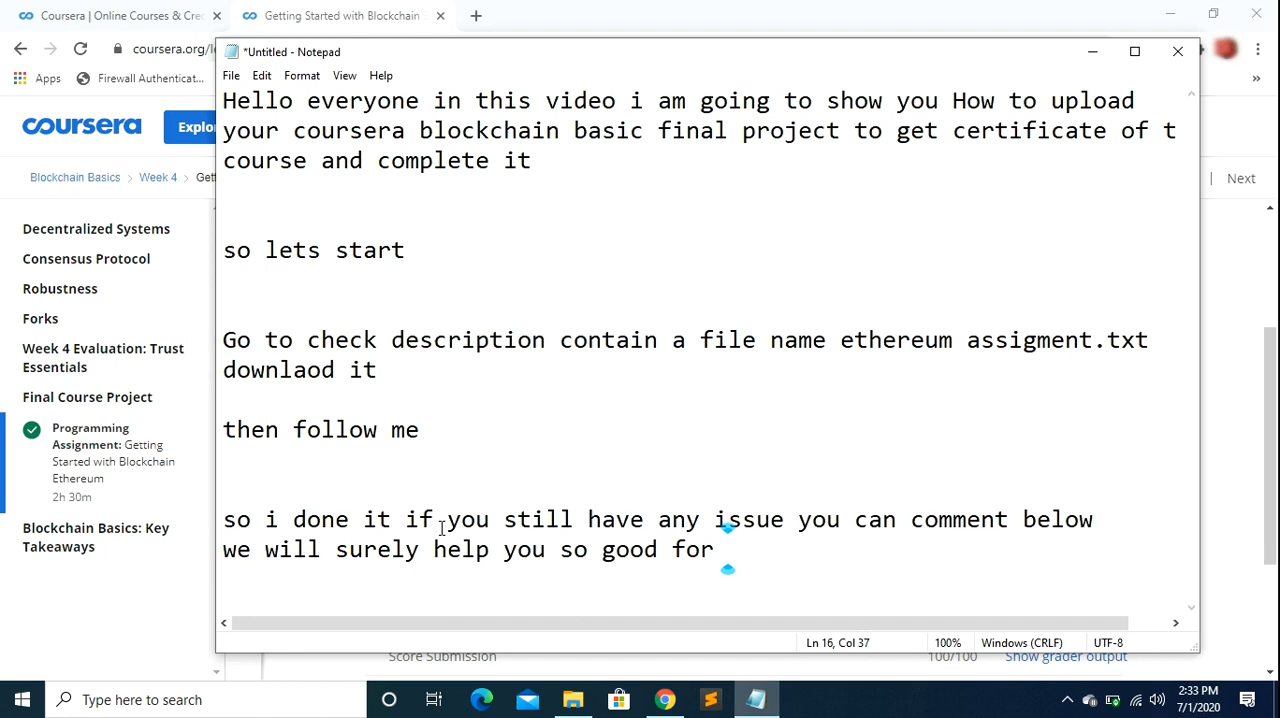 Coursera | Online Courses & Cre
Getting Started with Blockchain
coursera.org/le
Apps
Firewall Authenticat...
»
*Untitled - Notepad
File Edit Format View Help
coursera
Explor
Blockchain Basics > Week 4 > Gett
Next
Decentralized Systems
Consensus Protocol
Robustness
Forks
Week 4 Evaluation: Trust
Essentials
Final Course Project
Programming
Assignment: Getting
Started with Blockchain
Ethereum
2h 30m
Blockchain Basics: Key
Takeaways
Hello everyone in this video i am going to show you How to upload
your coursera blockchain basic final project to get certificate of t
course and complete it
so lets start
Go to check description contain a file name ethereum assigment.txt
downlaod it
then follow me
so i done it if you still have any issue you can comment below
we will surely help you so good for
Ln 16, Col 37
100%
Windows (CRLF)
UTF-8
Score Submission
100/100
Show grader output
Type here to search
2:33 PM
7/1/2020